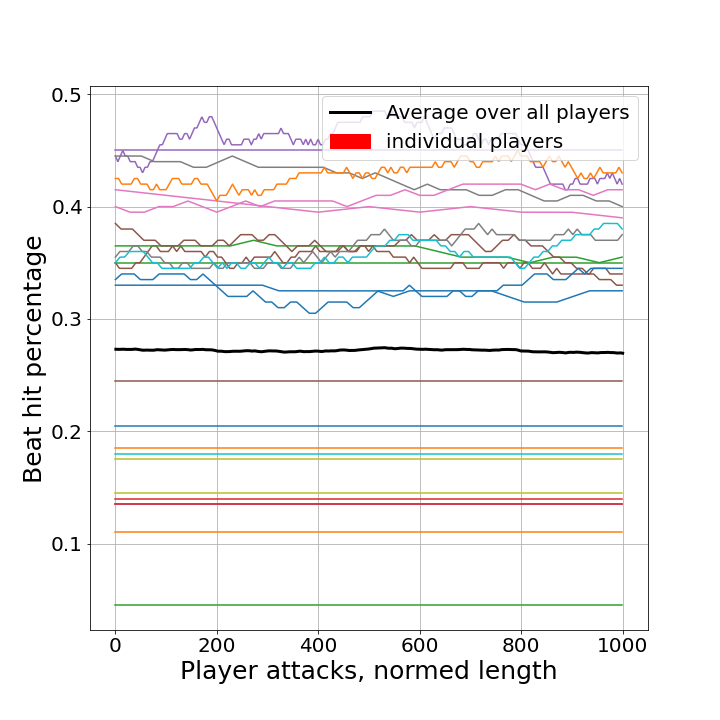 0.5
0.4
0.3
0.2
0.1
Beat hit percentage
Average over all players
individual players
0 200 400 600 800 1000
Player attacks, normed length